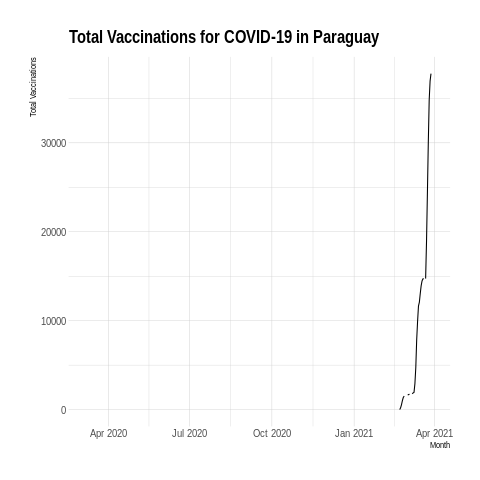 Total Vaccinations for COVID-19 in Paraguay
Total Vaccinations
30000
20000
10000
0
Apr 2020
Jul 2020
Oct 2020
Jan 2021
Apr 2021
Month